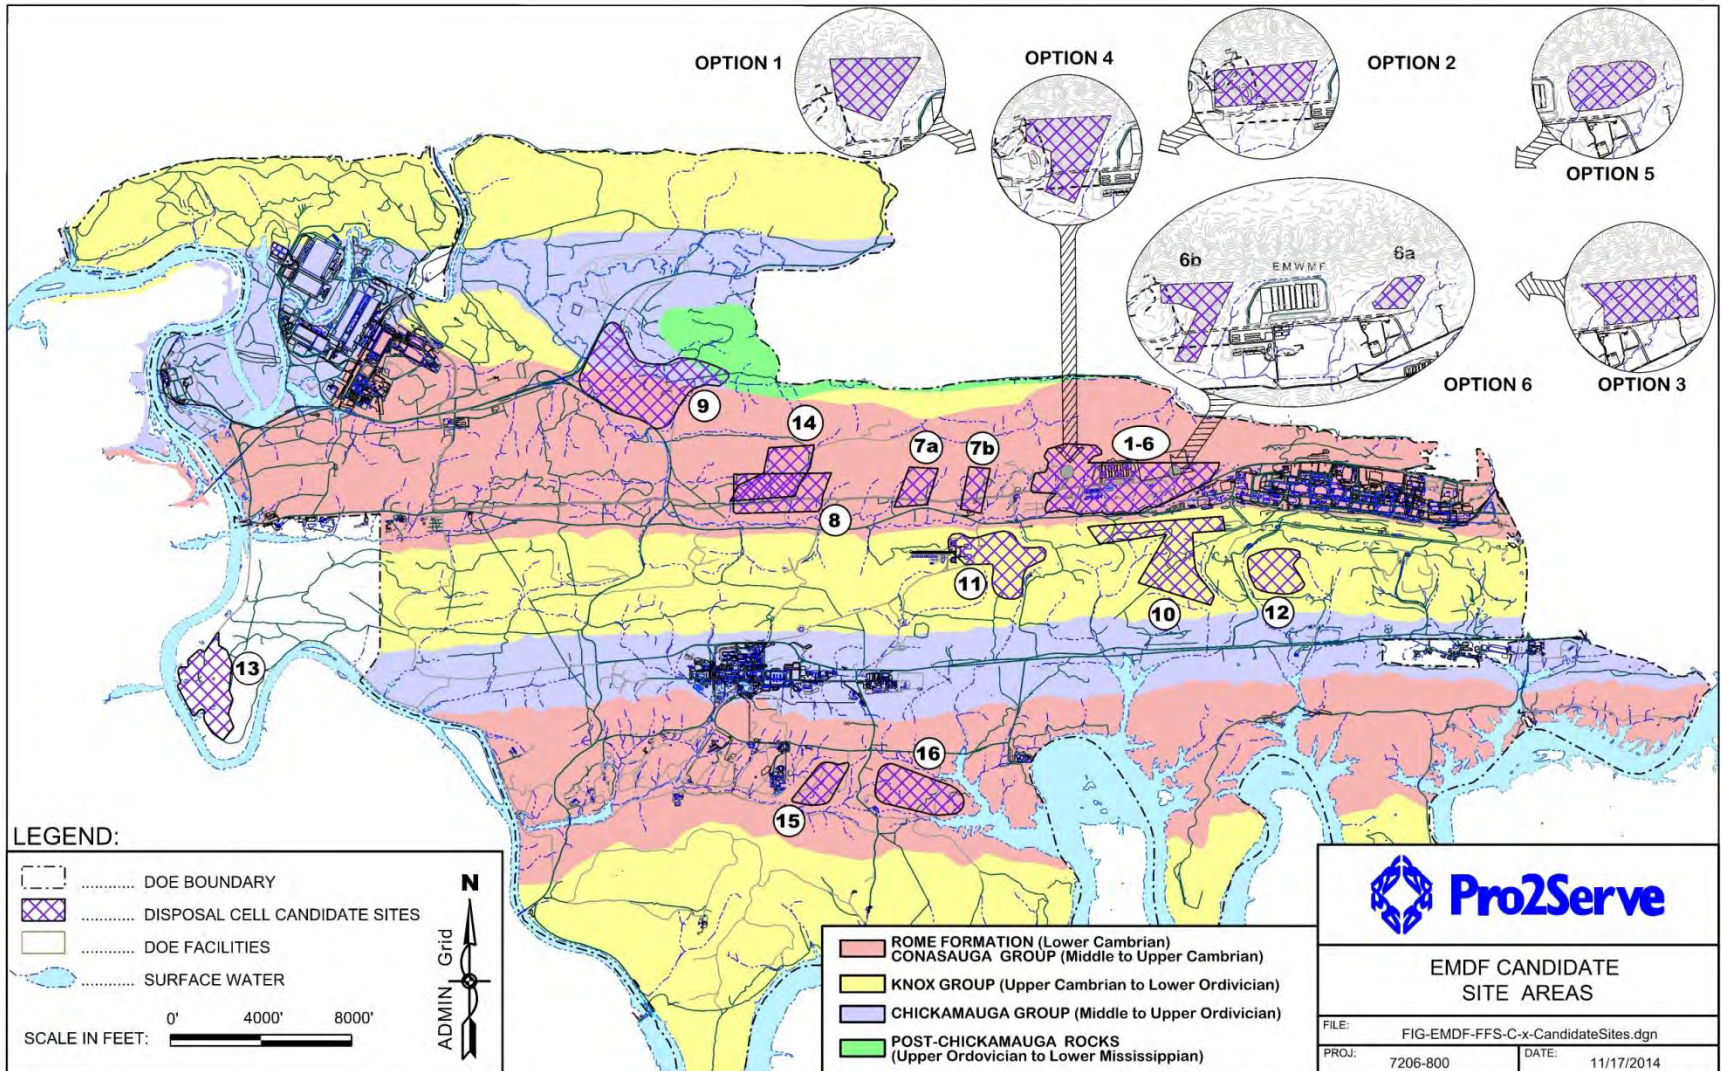 OPTION 1
OPTION 4
OPTION 2
OPTION 5
6b
EMWMF
6a
OPTION 6
OPTION 3
9
14
7a
7b
1-6
8
11
10
12
13
16
15
LEGEND:
............ DOE BOUNDARY
............ DISPOSAL CELL CANDIDATE SITES
............ DOE FACILITIES
............ SURFACE WATER
SCALE IN FEET:
0' 4000' 8000'
N
ADMIN Grid
ROME FORMATION (Lower Cambrian)
CONASAUGA GROUP (Middle to Upper Cambrian)
KNOX GROUP (Upper Cambrian to Lower Ordivician)
CHICKAMAUGA GROUP (Middle to Upper Ordivician)
POST-CHICKAMAUGA ROCKS
(Upper Ordovician to Lower Mississippian)
Pro2Serve
EMDF CANDIDATE
SITE AREAS
FILE: FIG-EMDF-FFS-C-x-CandidateSites.dgn
PROJ: 7206-800 DATE: 11/17/2014